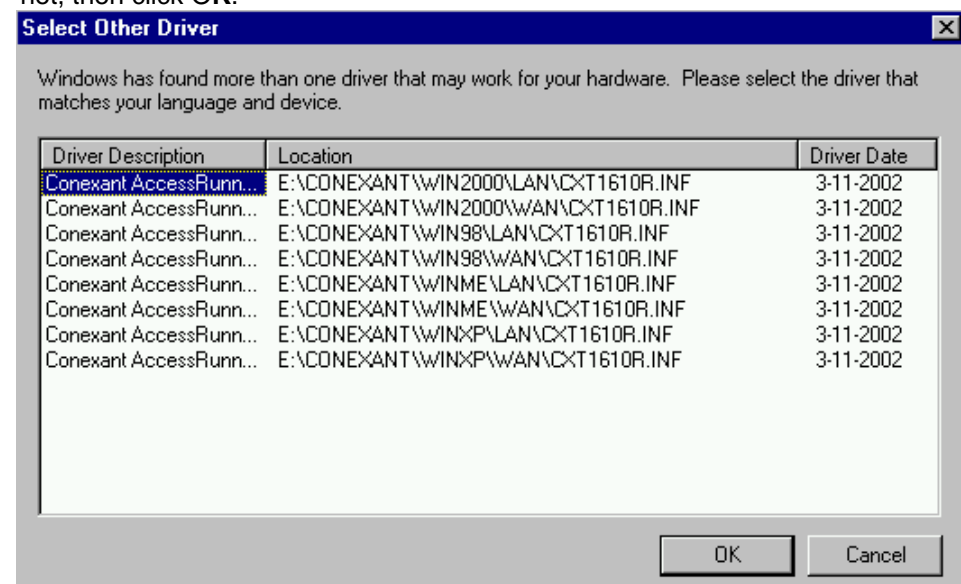 not, then click OK.
Select Other Driver
Windows has found more than one driver that may work for your hardware. Please select the driver that
matches your language and device.
Driver Description Location Driver Date
Conexant AccessRunn... E:\CONEXANT\WIN2000\LAN\CXT1610R.INF 3-11-2002
Conexant AccessRunn... E:\CONEXANT\WIN2000\WAN\CXT1610R.INF 3-11-2002
Conexant AccessRunn... E:\CONEXANT\WIN98\LAN\CXT1610R.INF 3-11-2002
Conexant AccessRunn... E:\CONEXANT\WIN98\WAN\CXT1610R.INF 3-11-2002
Conexant AccessRunn... E:\CONEXANT\WINME\LAN\CXT1610R.INF 3-11-2002
Conexant AccessRunn... E:\CONEXANT\WINME\WAN\CXT1610R.INF 3-11-2002
Conexant AccessRunn... E:\CONEXANT\WINXP\LAN\CXT1610R.INF 3-11-2002
Conexant AccessRunn... E:\CONEXANT\WINXP\WAN\CXT1610R.INF 3-11-2002
OK Cancel